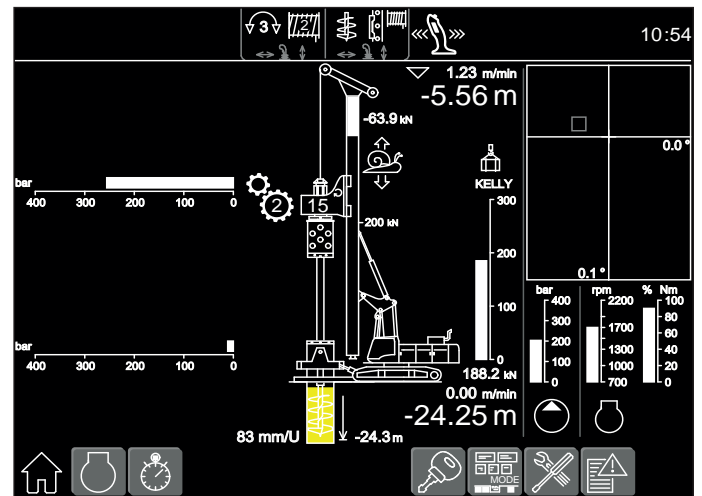 3 2 10:54
1.23 m/min
-5.56 m
-63.9 kN
0.0 °
KELLY
bar
400 300 200 100 0
2 15
-200 kN
300
200
100
0
188.2 kN
0.1 °
bar
400
300
200
100
0
rpm
2200
1700
1300
1000
700
% Nm
100
80
60
40
20
0
bar
400 300 200 100 0
0.00 m/min
-24.25 m
83 mm/U -24.3 m
MODE